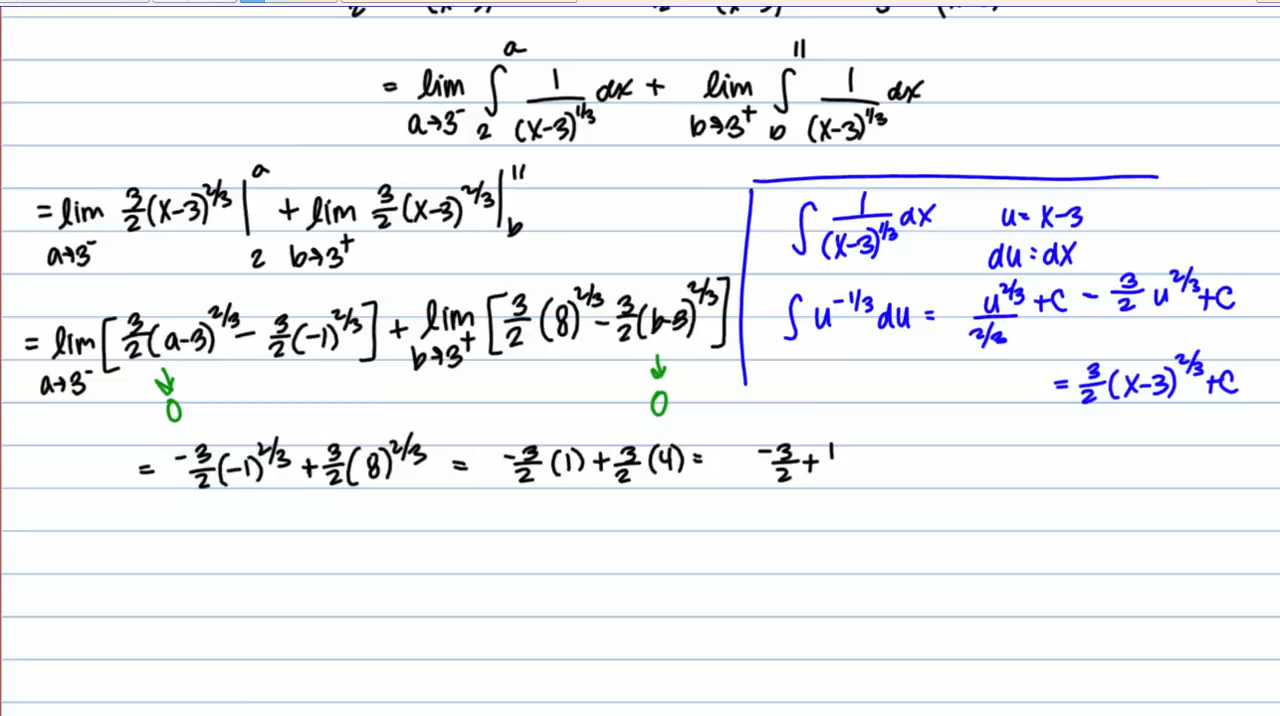 = lim a→3⁻ ∫₂ᵃ 1/(x-3)^{1/3} dx + lim b→3⁺ ∫_b^{11} 1/(x-3)^{1/3} dx
= lim a→3⁻ 3/2 (x-3)^{2/3} |₂ᵃ + lim b→3⁺ 3/2 (x-3)^{2/3} |_b^{11}
= lim a→3⁻ [ 3/2 (a-3)^{2/3} - 3/2 (-1)^{2/3} ] + lim b→3⁺ [ 3/2 (8)^{2/3} - 3/2 (b-3)^{2/3} ]
↓ 0 ↓ 0
= -3/2 (-1)^{2/3} + 3/2 (8)^{2/3} = -3/2 (1) + 3/2 (4) = -3/2 + 1
∫ 1/(x-3)^{1/3} dx u = x-3
du = dx
∫ u^{-1/3} du = u^{2/3}/(2/3) + C - 3/2 u^{2/3} + C
= 3/2 (x-3)^{2/3} + C